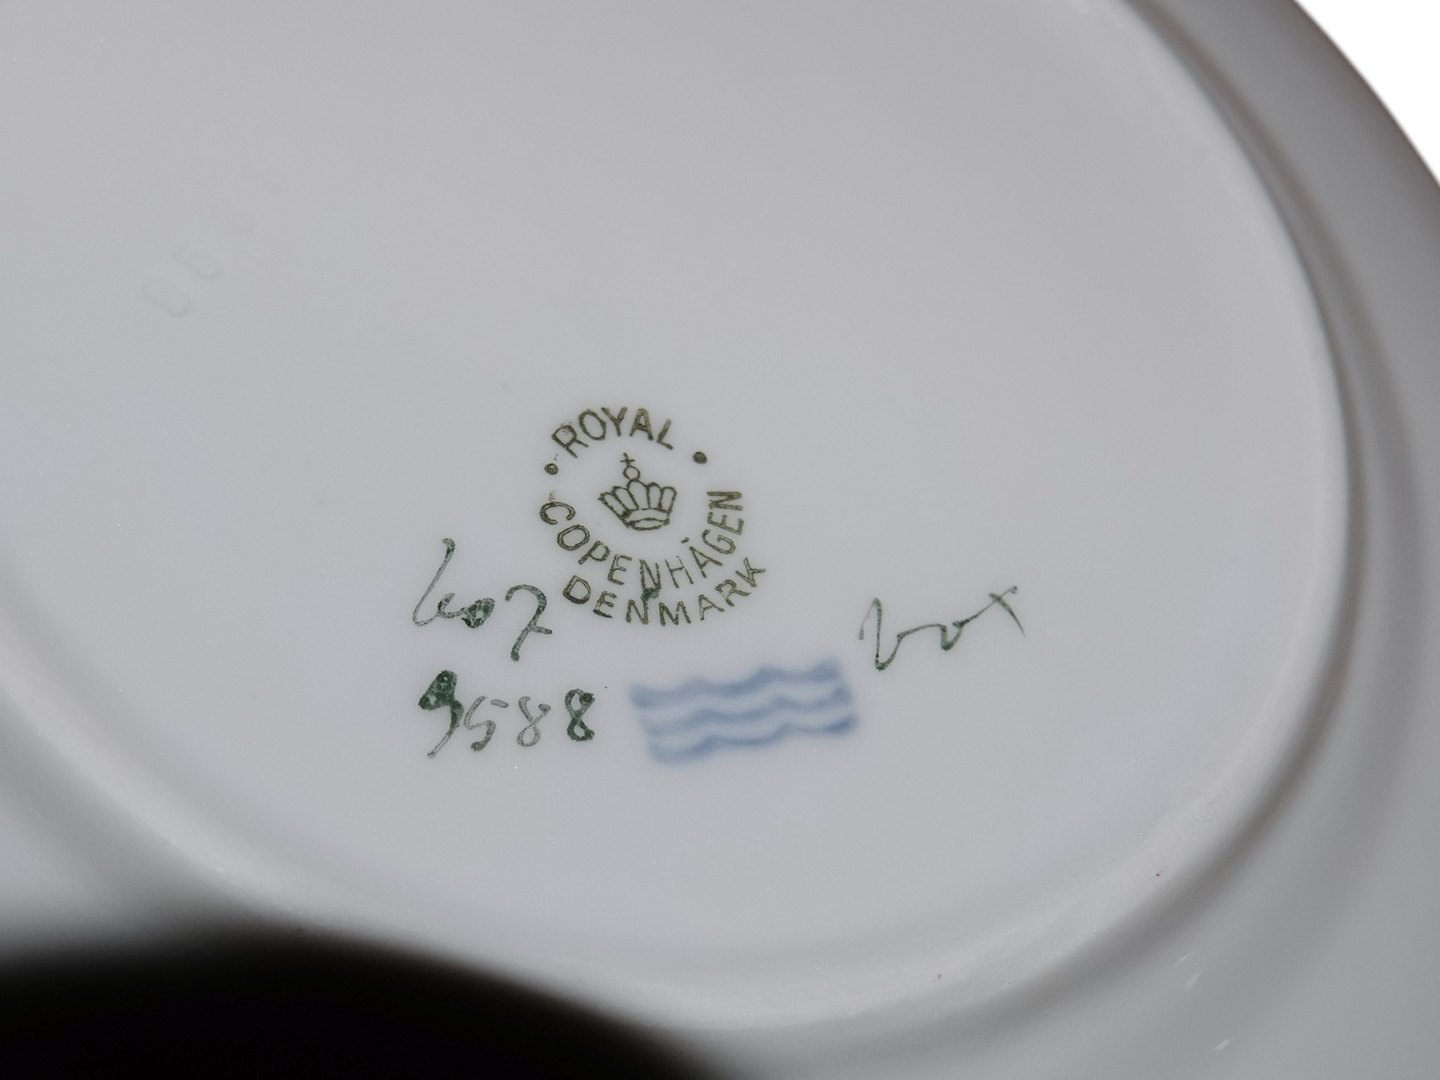 ROYAL
COPENHAGEN
DENMARK
607
9588